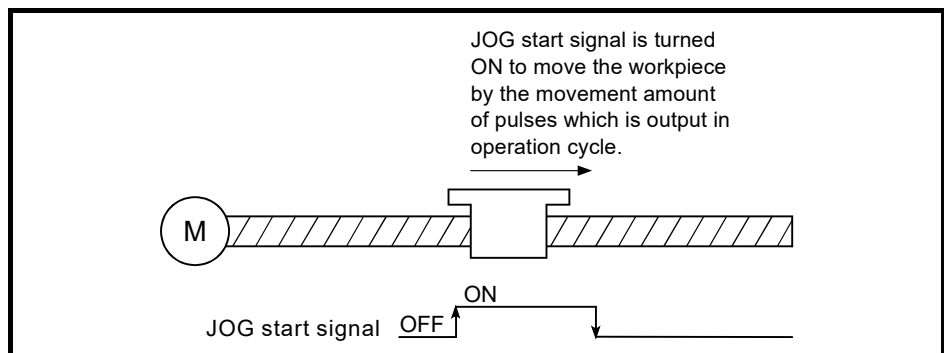 JOG start signal is turned
ON to move the workpiece
by the movement amount
of pulses which is output in
operation cycle.
M
ON
JOG start signal OFF